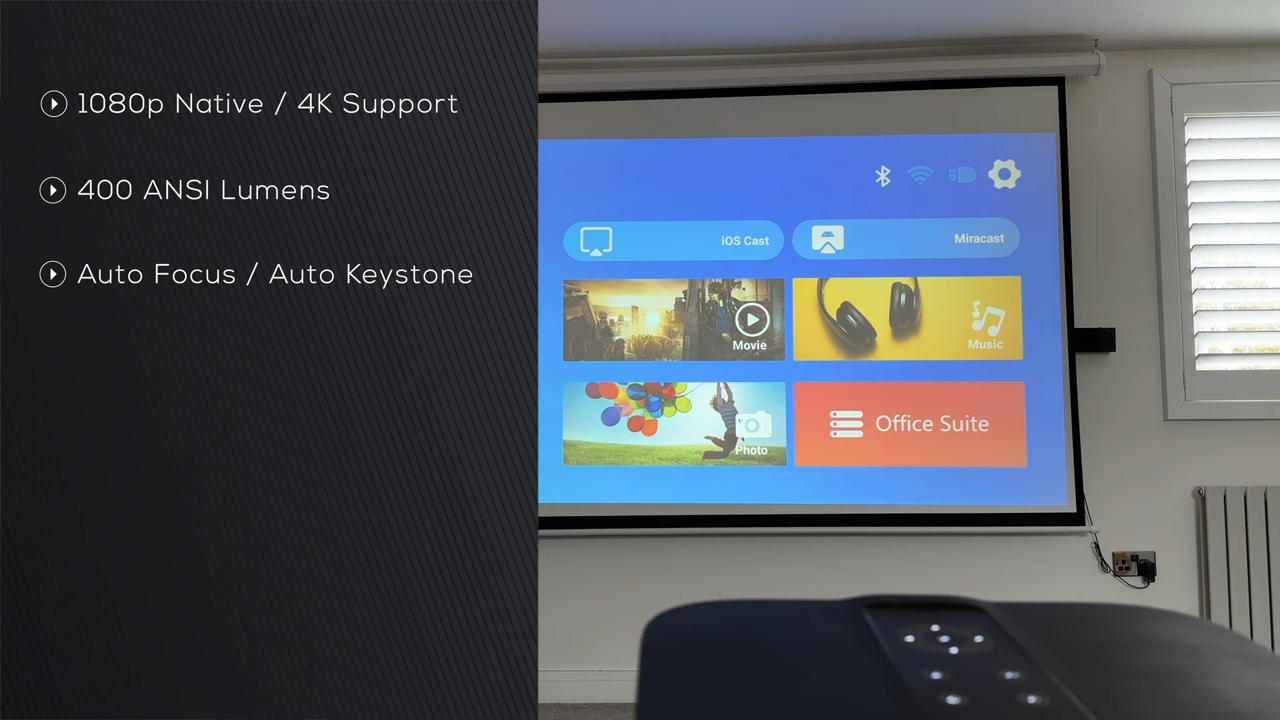 1080p Native / 4K Support
400 ANSI Lumens
Auto Focus / Auto Keystone
iOS Cast
Miracast
Movie
Music
Photo
Office Suite